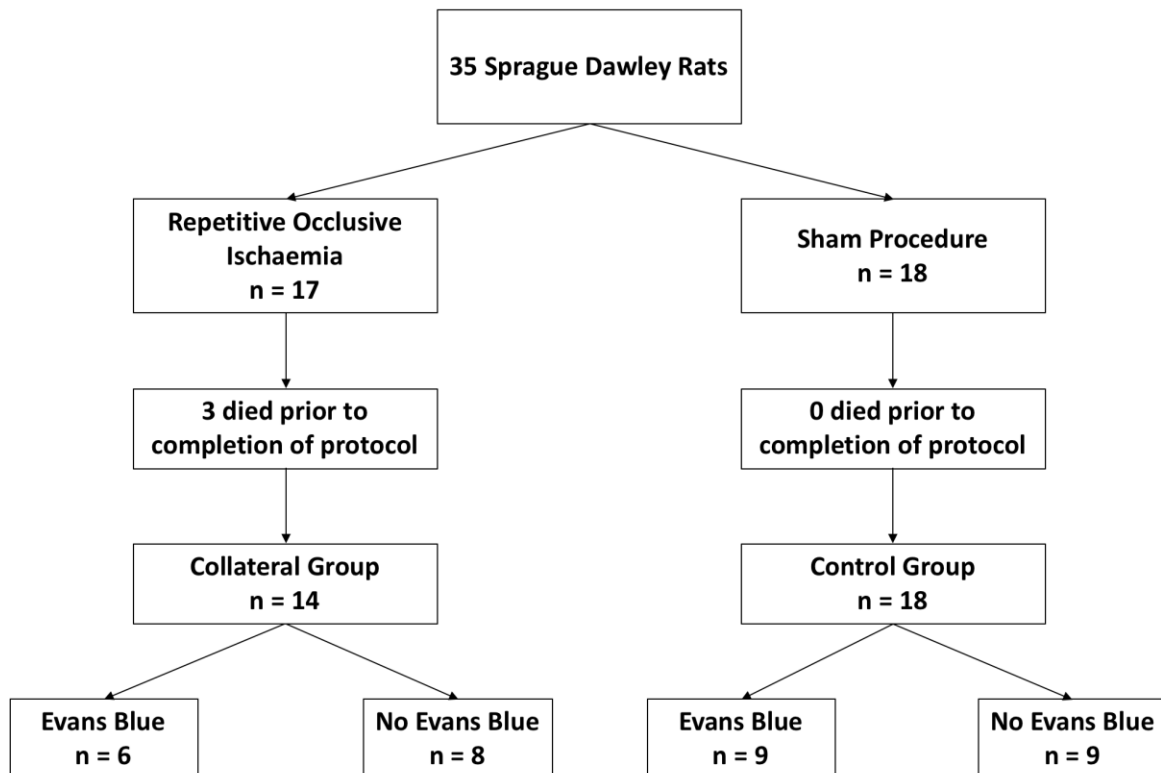 35 Sprague Dawley Rats
Repetitive Occlusive
Ischaemia
n = 17
Sham Procedure
n = 18
3 died prior to
completion of protocol
0 died prior to
completion of protocol
Collateral Group
n = 14
Control Group
n = 18
Evans Blue
n = 6
No Evans Blue
n = 8
Evans Blue
n = 9
No Evans Blue
n = 9